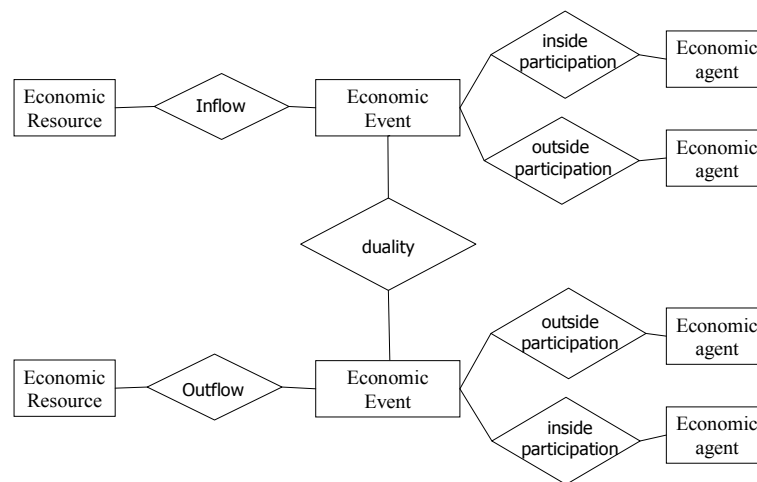 inside
participation
Economic
agent
Economic
Resource
Inflow
Economic
Event
outside
participation
Economic
agent
duality
outside
participation
Economic
agent
Economic
Resource
Outflow
Economic
Event
inside
participation
Economic
agent